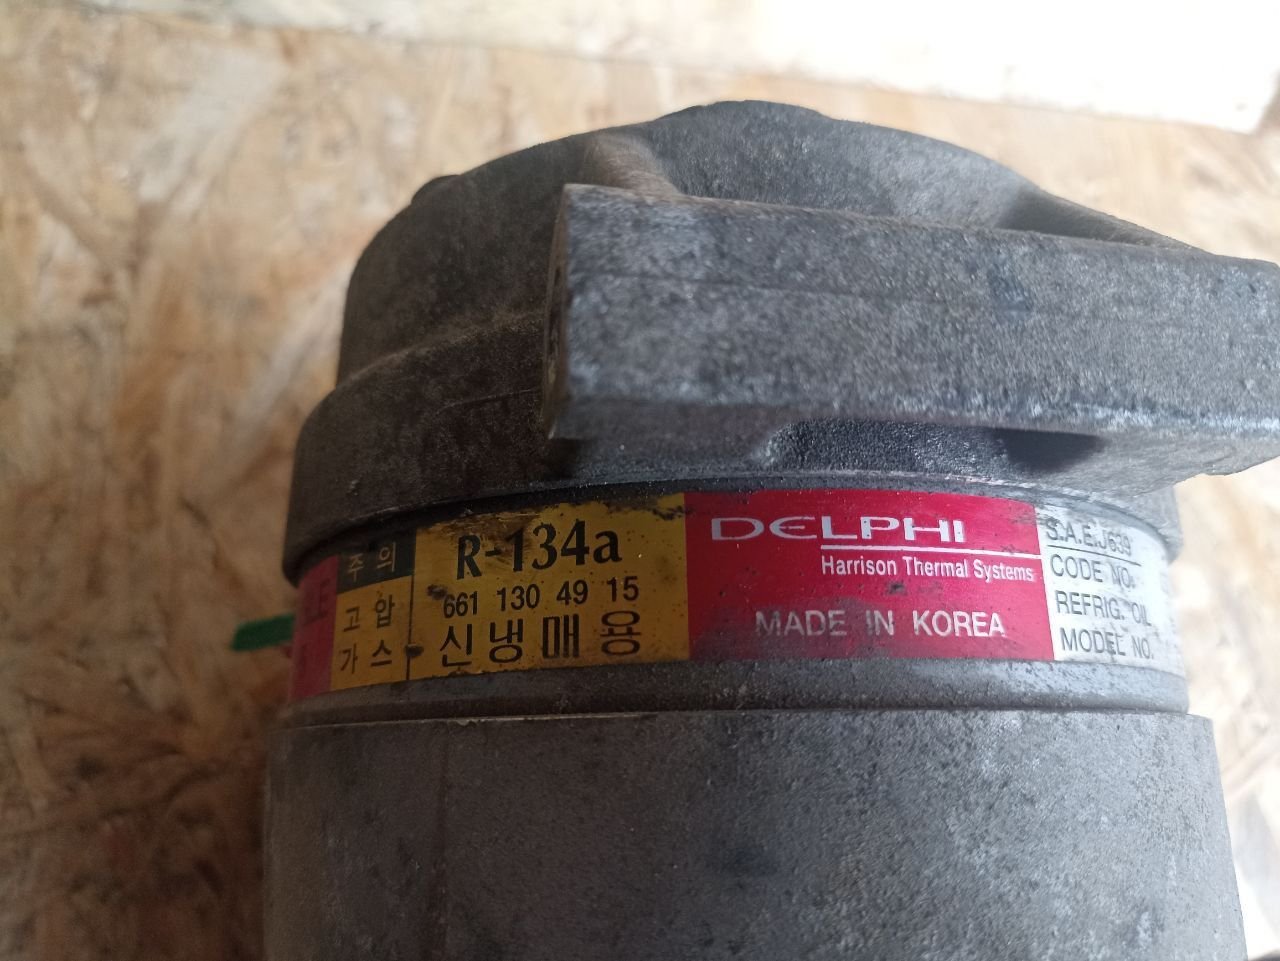 주의
고압
가스
R-134a
661 130 49 15
신냉매용
DELPHI
Harrison Thermal Systems
MADE IN KOREA
S.A.E.J639
CODE NO.
REFRIG. OIL
MODEL NO.